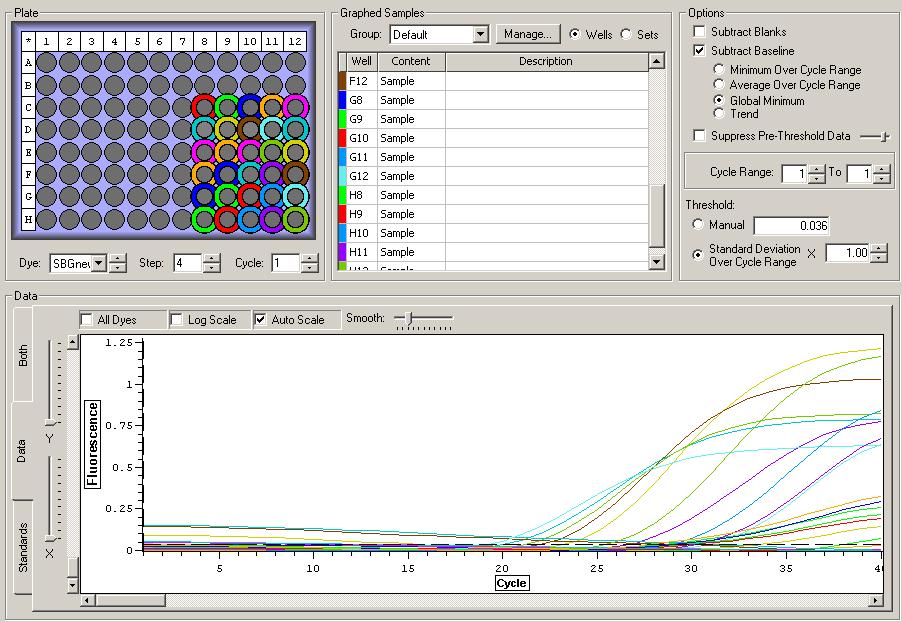 Plate
* 1 2 3 4 5 6 7 8 9 10 11 12
A
B
C
D
E
F
G
H
Dye: SBGnew Step: 4 Cycle: 1
Graphed Samples
Group: Default Manage... Wells Sets
Well Content Description
F12 Sample
G8 Sample
G9 Sample
G10 Sample
G11 Sample
G12 Sample
H8 Sample
H9 Sample
H10 Sample
H11 Sample
H12 Sample
Options
Subtract Blanks
Subtract Baseline
Minimum Over Cycle Range
Average Over Cycle Range
Global Minimum
Trend
Suppress Pre-Threshold Data
Cycle Range: 1 To 1
Threshold:
Manual 0.036
Standard Deviation
Over Cycle Range X 1.00
Data
All Dyes Log Scale Auto Scale Smooth:
Both
Data
Standards
Y
X
Fluorescence
1.25
1
0.75
0.5
0.25
0
5 10 15 20 25 30 35 40
Cycle